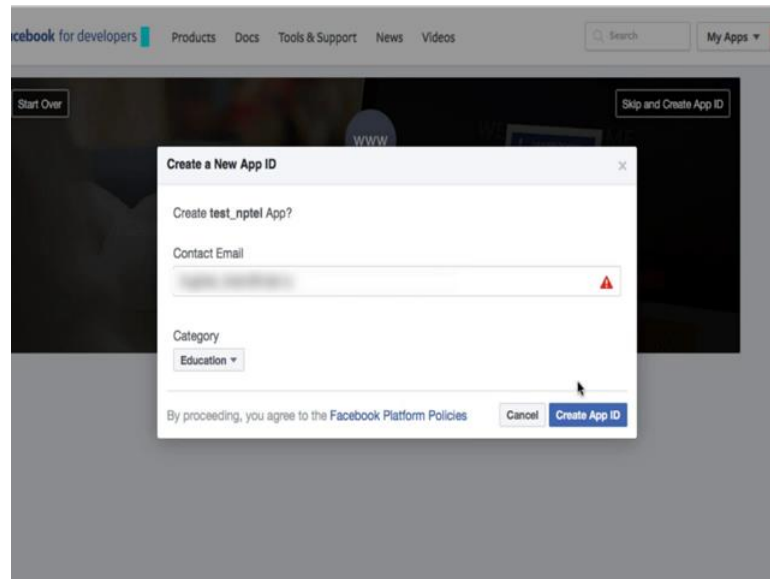 cebook for developers Products Docs Tools & Support News Videos Search My Apps
Start Over Skip and Create App ID
WWW
Create a New App ID
Create test_nptel App?
Contact Email
Category
Education
By proceeding, you agree to the Facebook Platform Policies Cancel Create App ID